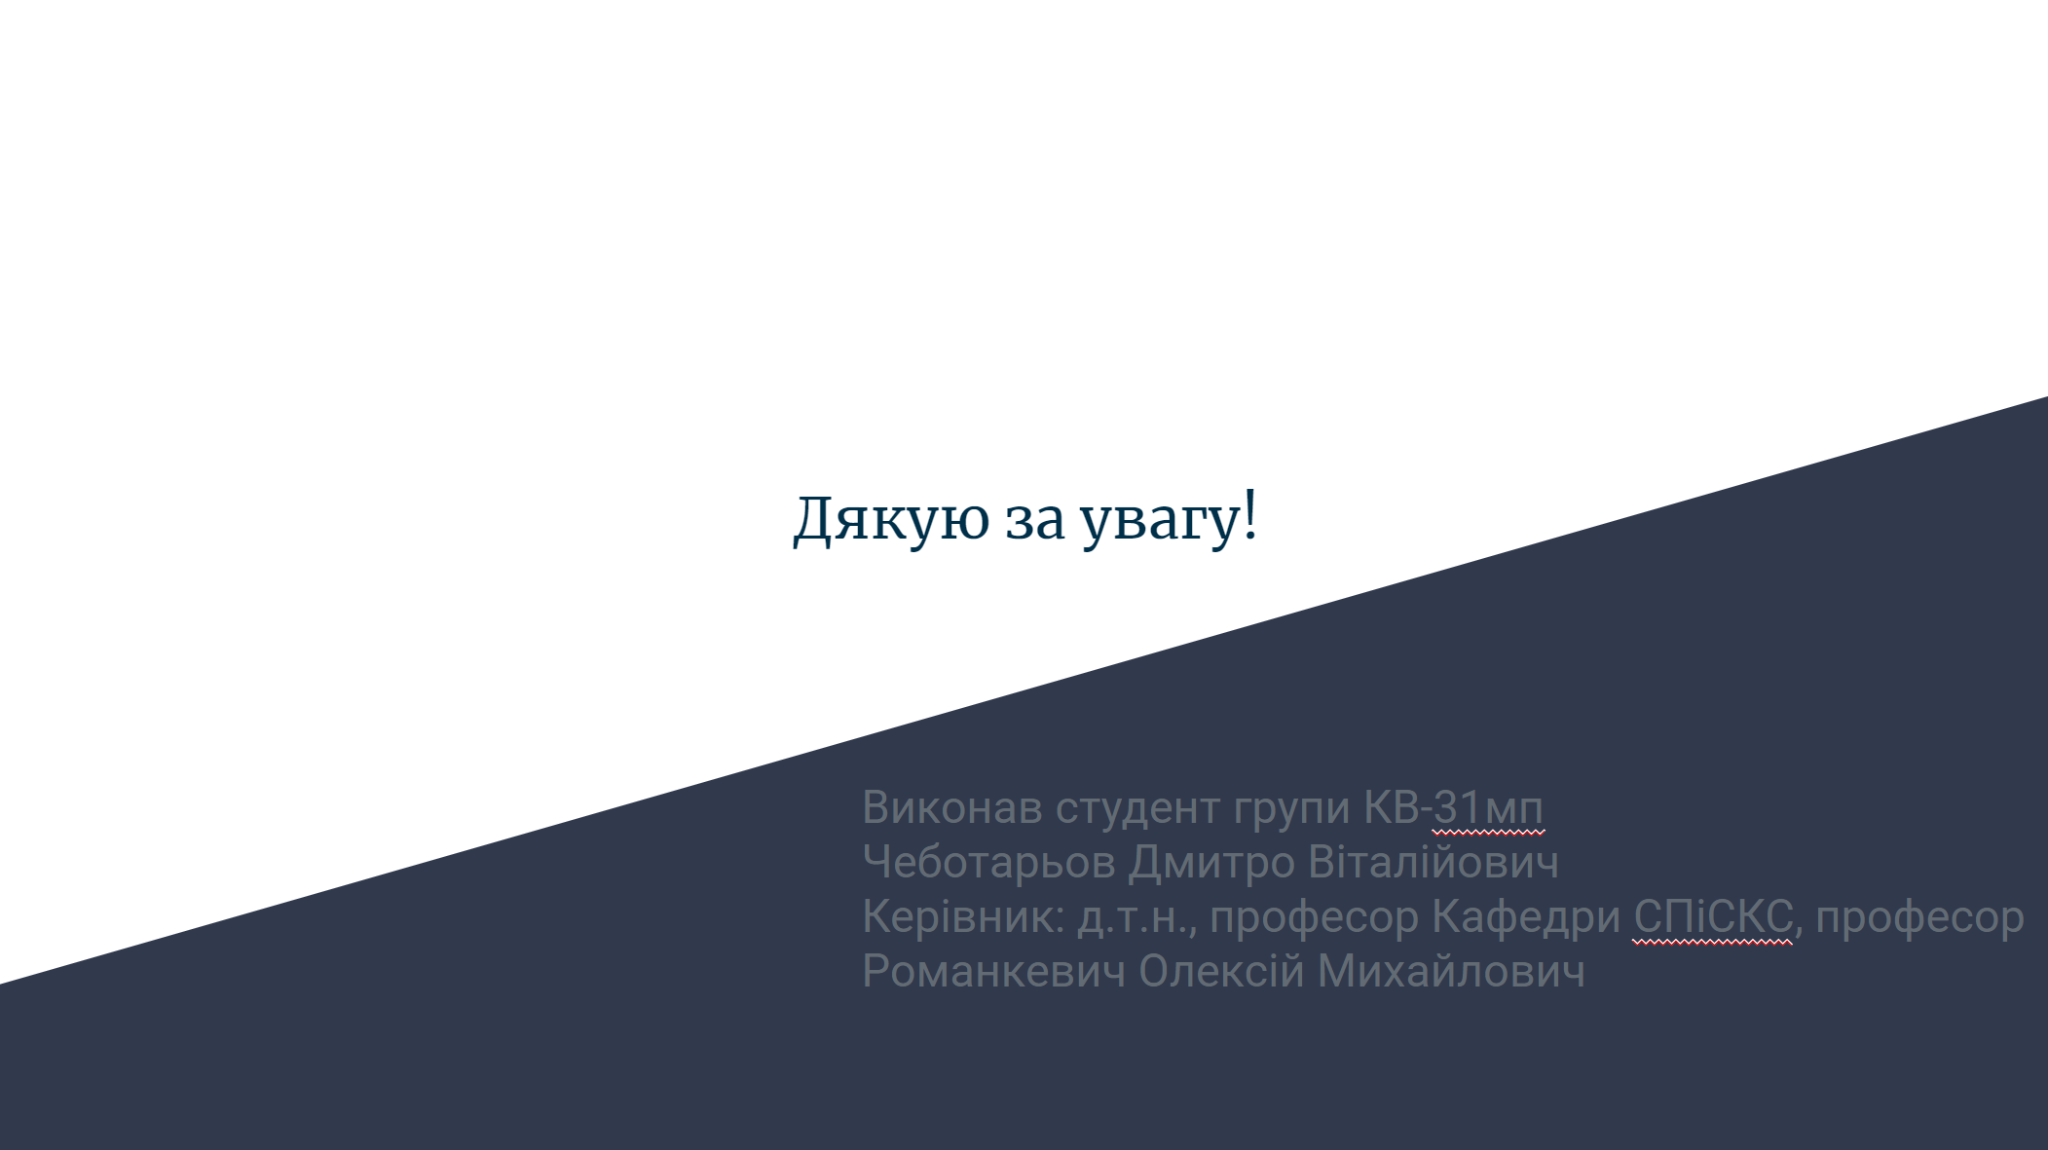 Дякую за увагу!
Виконав студент групи КВ-31мп
Чеботарьов Дмитро Віталійович
Керівник: д.т.н., професор Кафедри СПіСКС, професор
Романкевич Олексій Михайлович